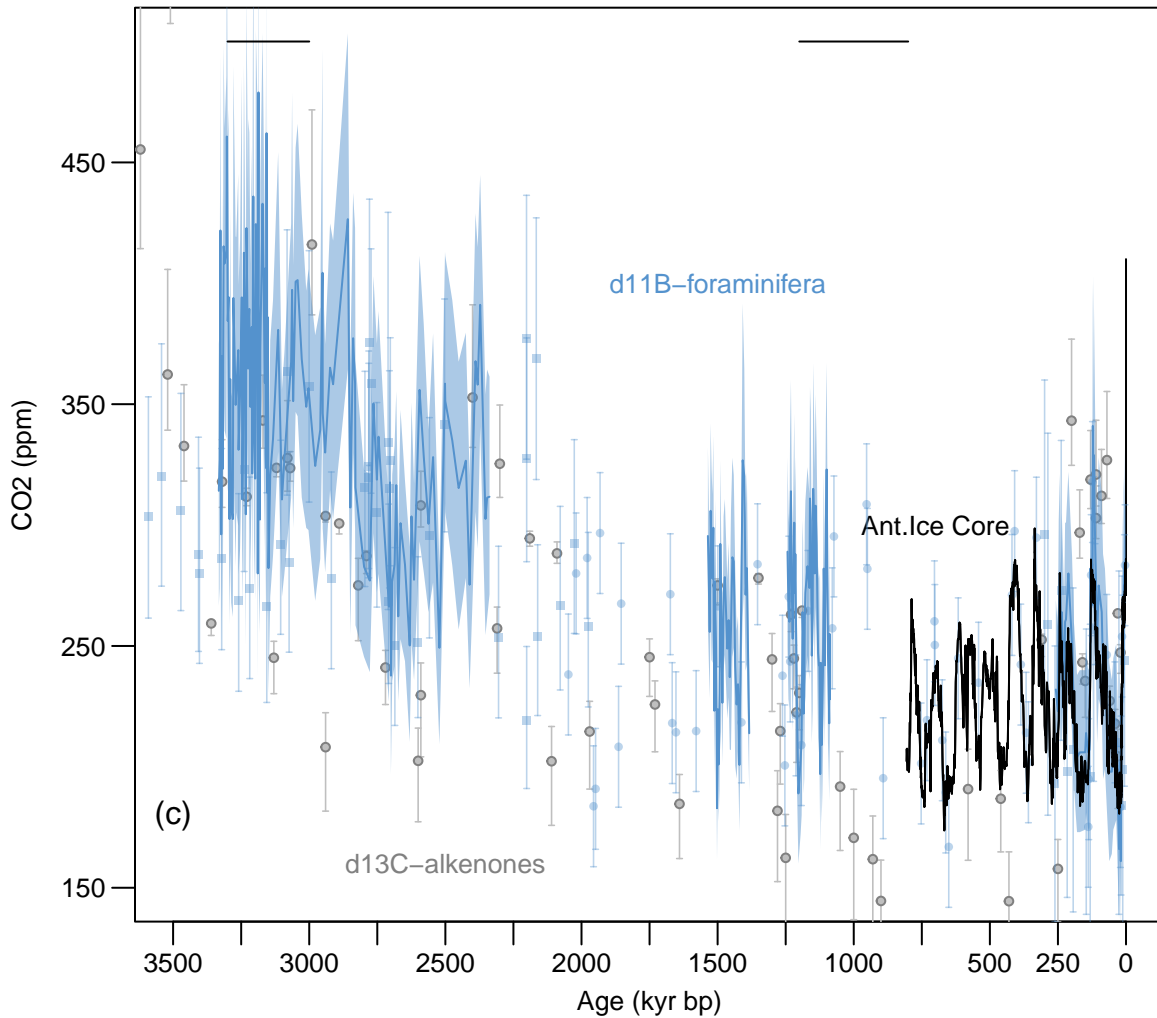 450
350
250
150
CO2 (ppm)
d11B−foraminifera
Ant.Ice Core
(c)
d13C−alkenones
3500 3000 2500 2000 1500 1000 500 250 0
Age (kyr bp)